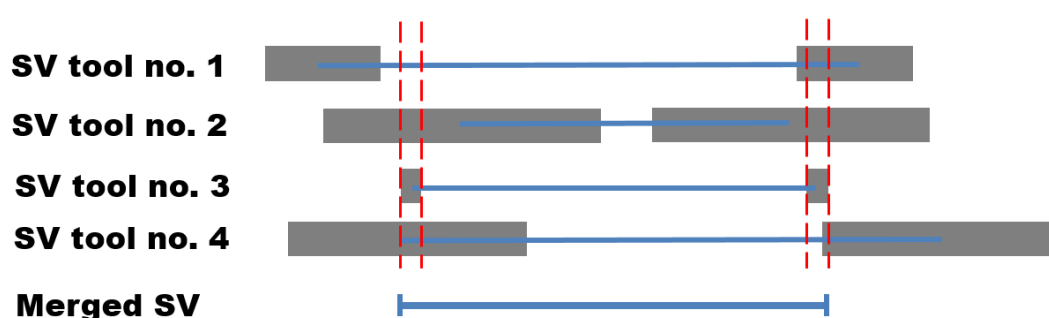 SV tool no. 1
SV tool no. 2
SV tool no. 3
SV tool no. 4
Merged SV